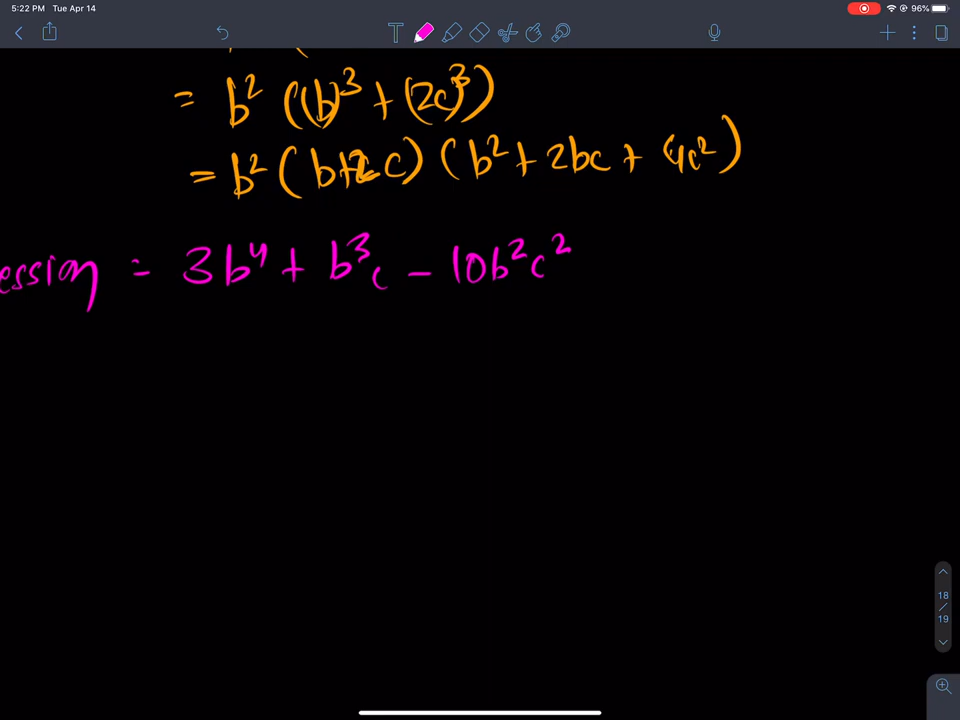 5:22 PM Tue Apr 14
96%
T
= b² ((b)³ + (2c)³)
= b² (b+2c) (b² + 2bc + 4c²)
ession = 3b⁴ + b³c - 10b²c²
18
/
19